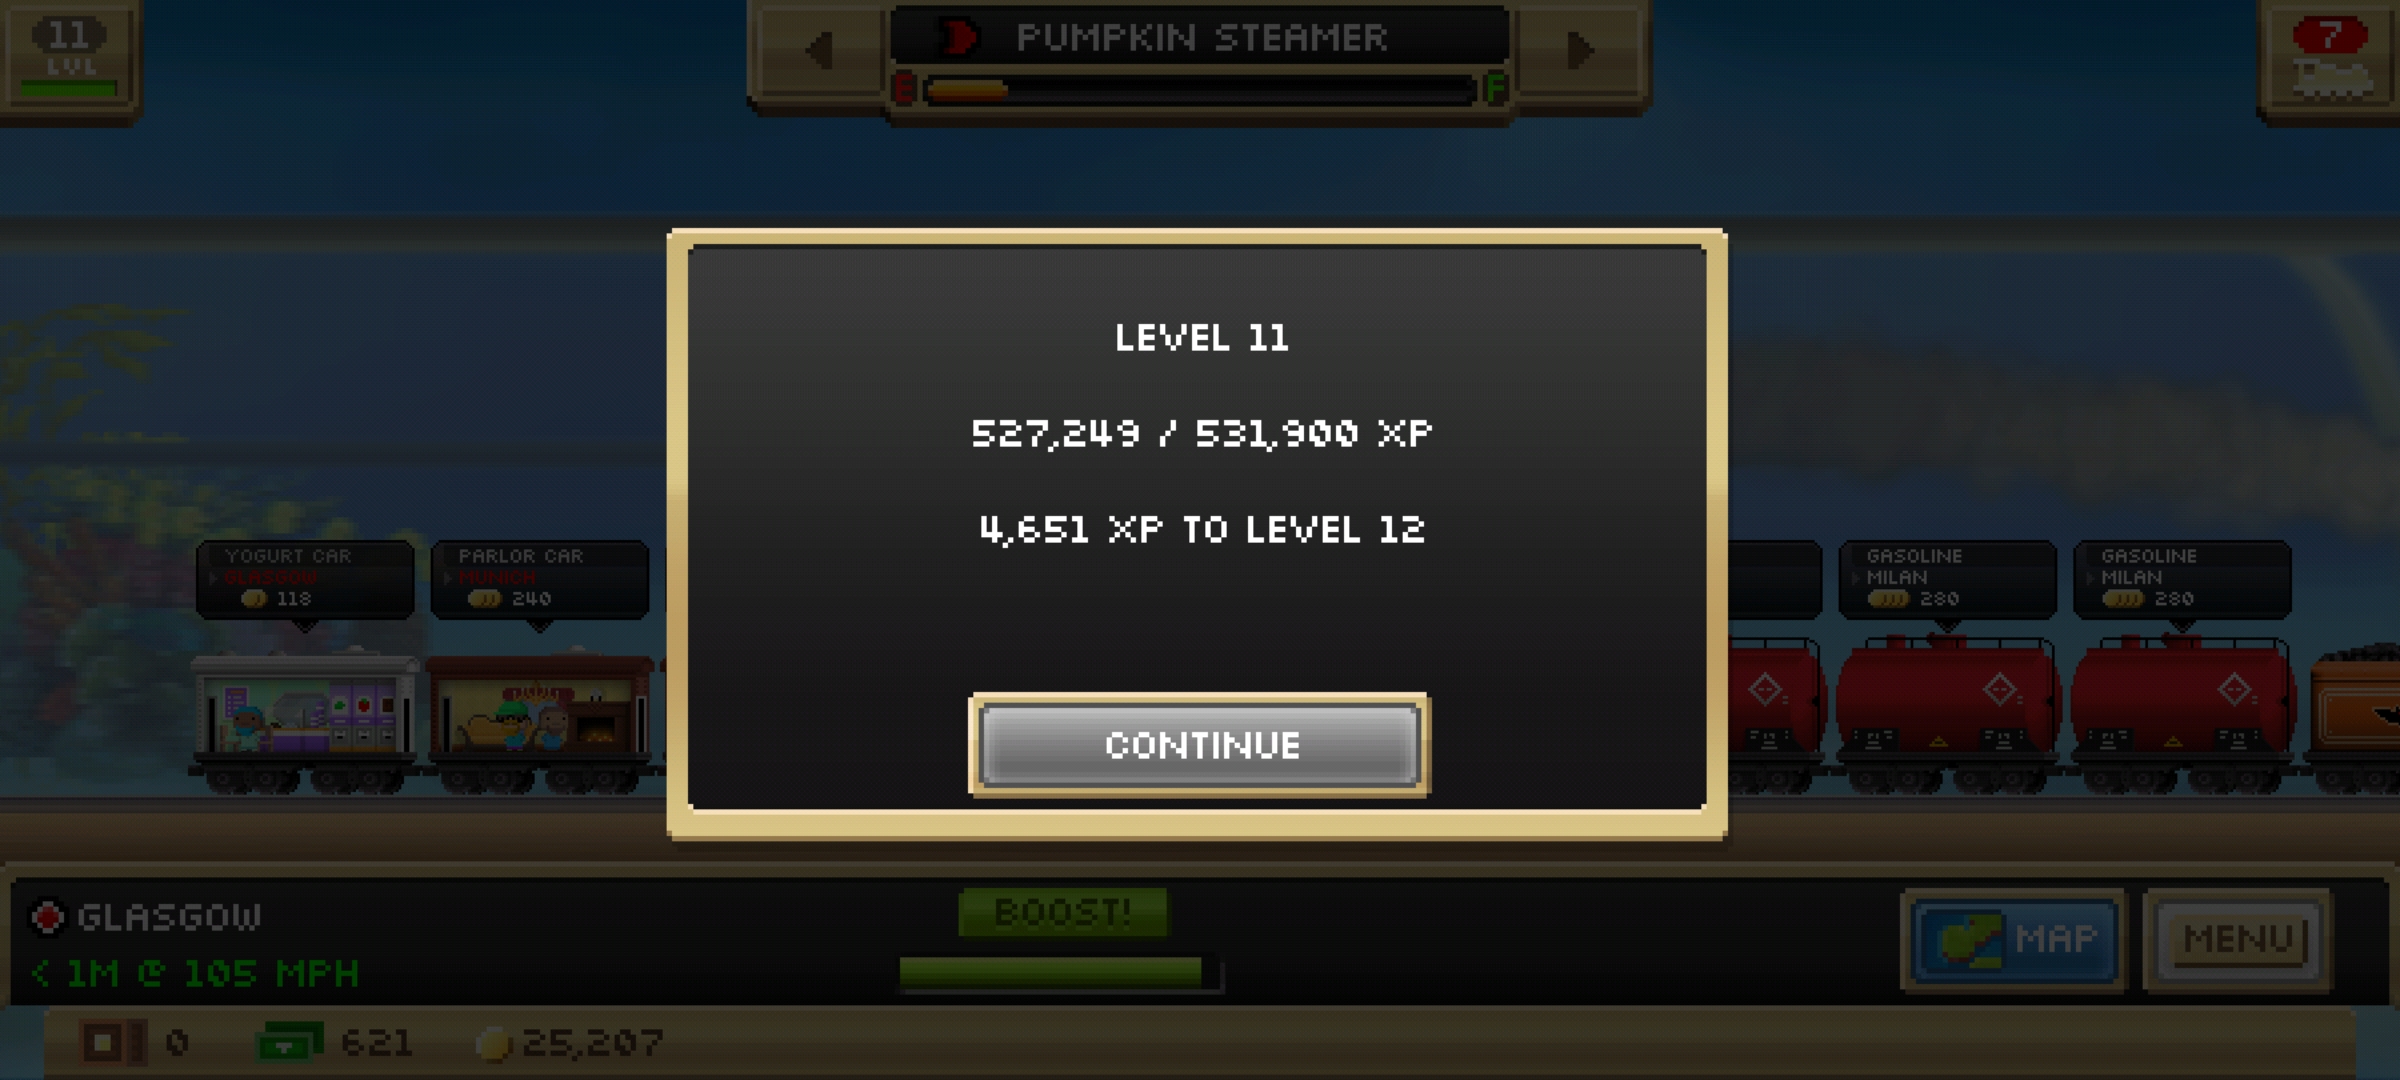 11
LVL
PUMPKIN STEAMER
E
F
7
LEVEL 11
527,249 / 531,900 XP
4,651 XP TO LEVEL 12
CONTINUE
YOGURT CAR
GLASGOW
118
PARLOR CAR
MUNICH
240
GASOLINE
MILAN
280
GASOLINE
MILAN
280
GLASGOW
< 1M @ 105 MPH
BOOST!
MAP
MENU
0
621
25,207